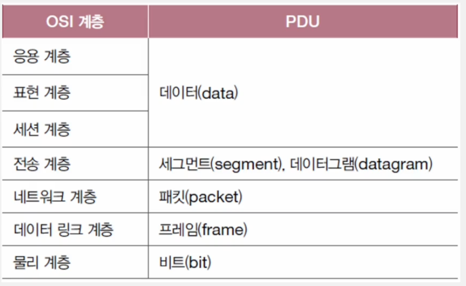 OSI 계층 PDU
응용 계층
표현 계층 데이터(data)
세션 계층
전송 계층 세그먼트(segment), 데이터그램(datagram)
네트워크 계층 패킷(packet)
데이터 링크 계층 프레임(frame)
물리 계층 비트(bit)